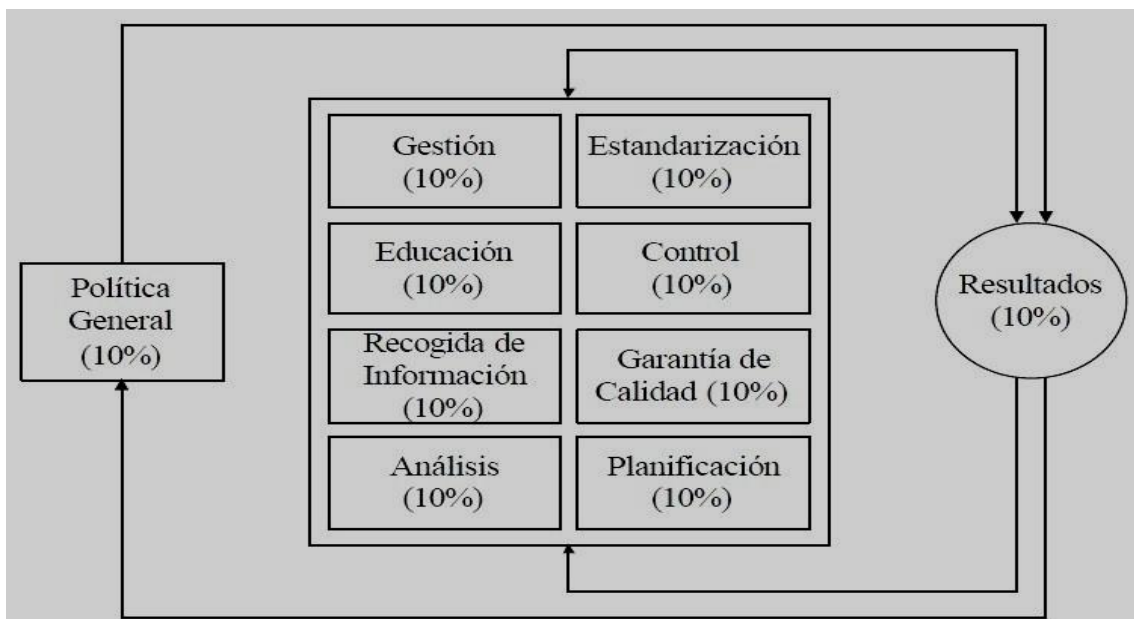 Gestión
(10%)
Estandarización
(10%)
Educación
(10%)
Control
(10%)
Política
General
(10%)
Resultados
(10%)
Recogida de
Información
(10%)
Garantía de
Calidad (10%)
Análisis
(10%)
Planificación
(10%)